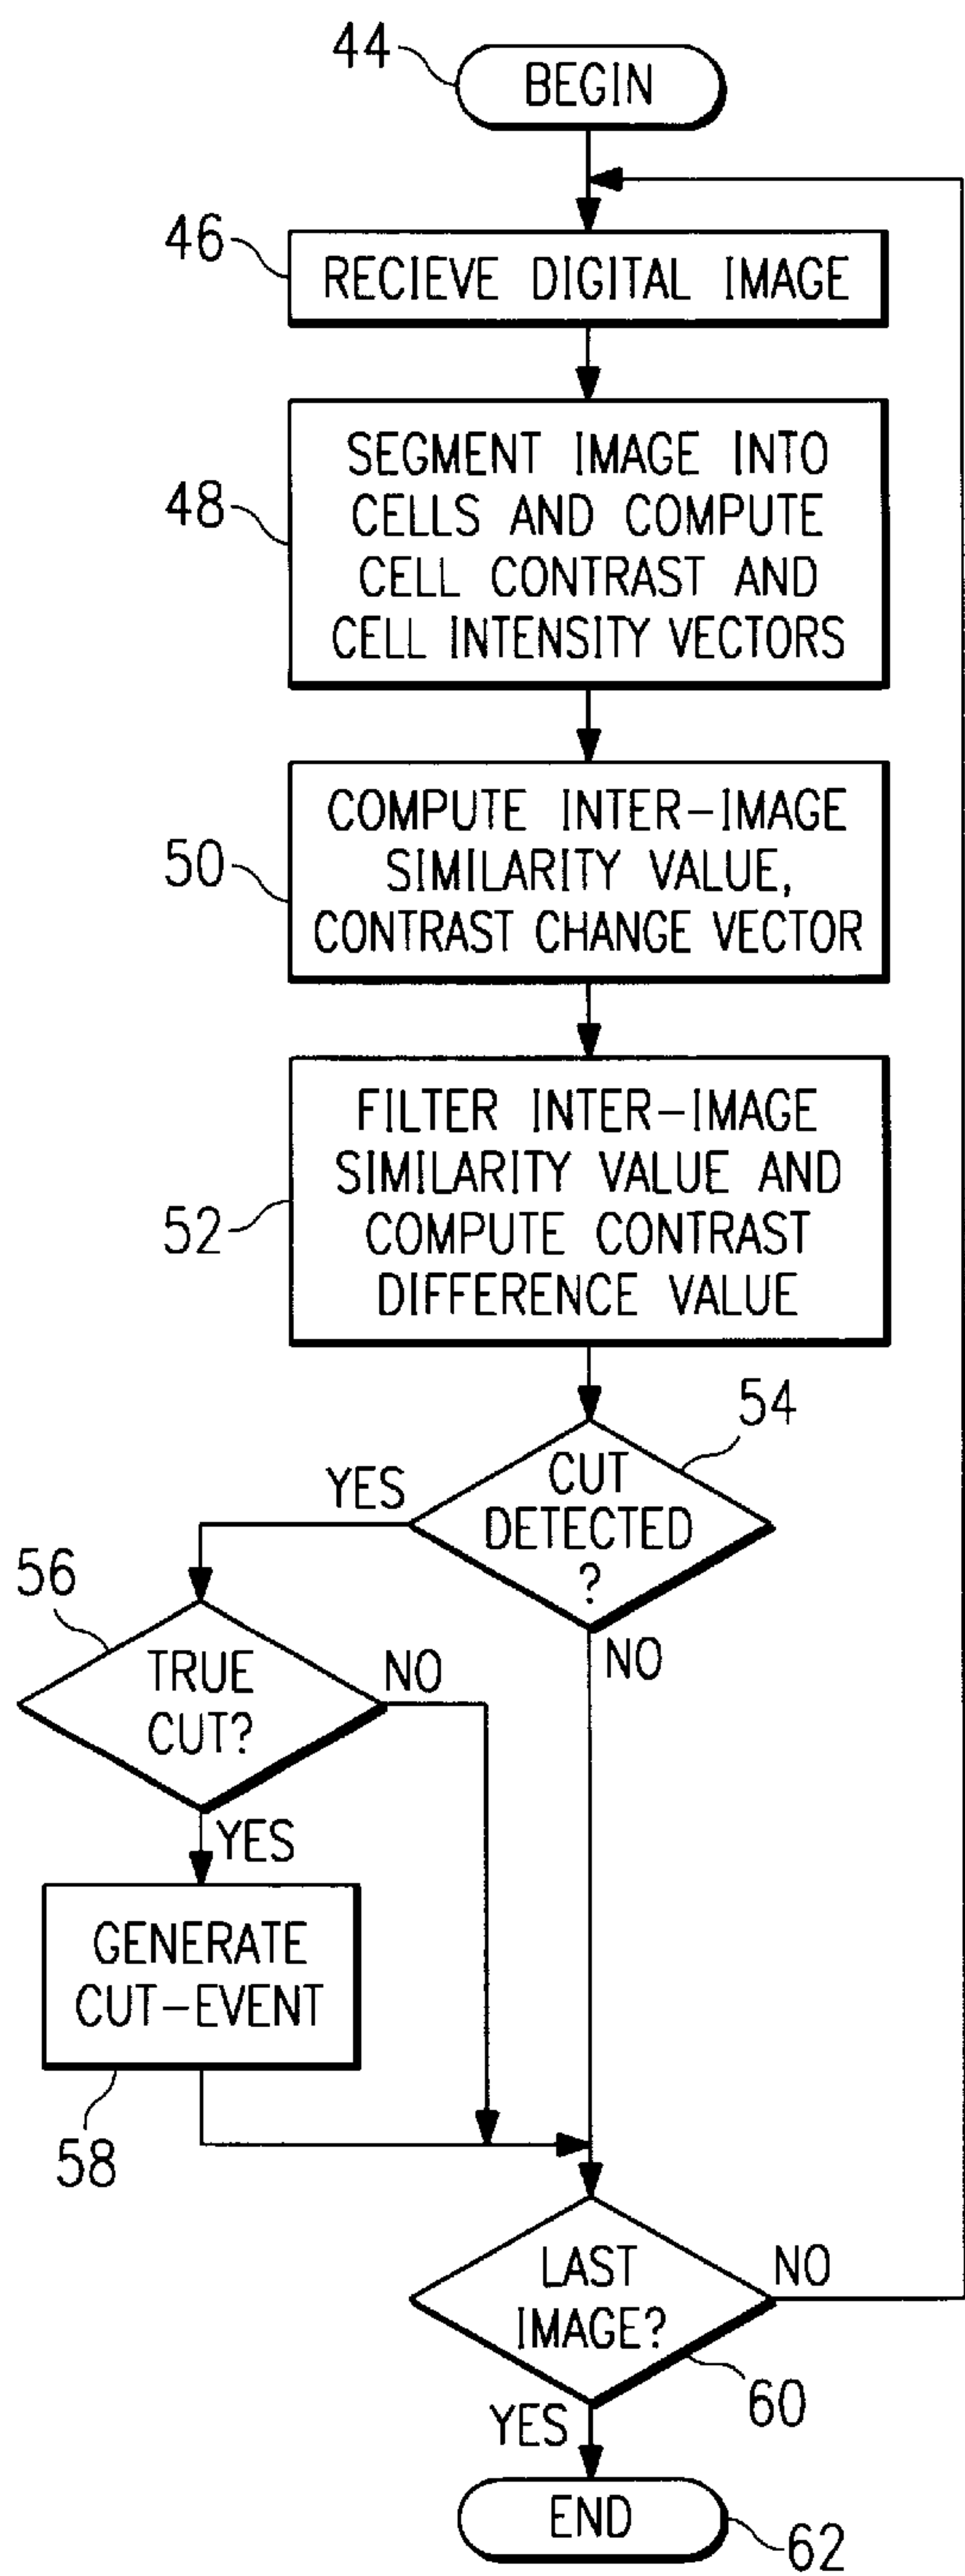 44
BEGIN
46
RECIEVE DIGITAL IMAGE
48
SEGMENT IMAGE INTO
CELLS AND COMPUTE
CELL CONTRAST AND
CELL INTENSITY VECTORS
50
COMPUTE INTER-IMAGE
SIMILARITY VALUE,
CONTRAST CHANGE VECTOR
52
FILTER INTER-IMAGE
SIMILARITY VALUE AND
COMPUTE CONTRAST
DIFFERENCE VALUE
54
CUT
DETECTED
?
YES
NO
56
TRUE
CUT?
NO
YES
GENERATE
CUT-EVENT
58
LAST
IMAGE?
NO
60
YES
END
62